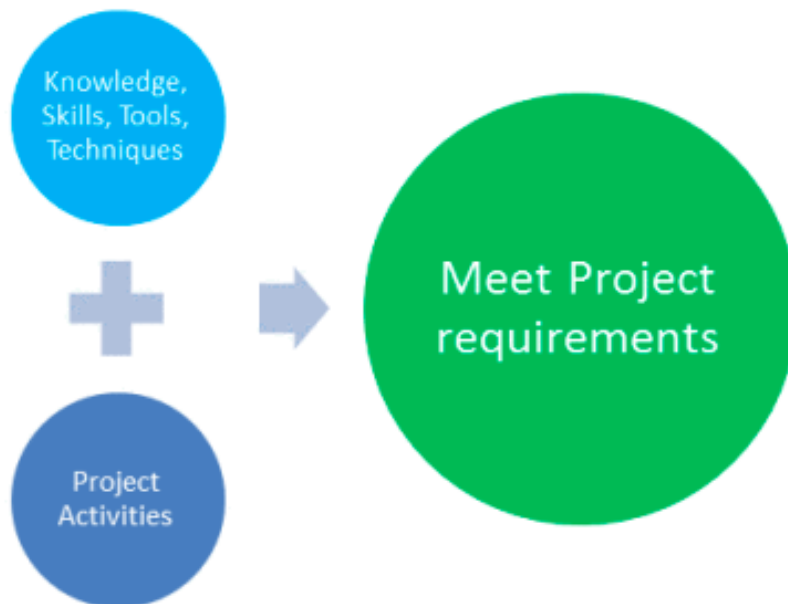 Knowledge,
Skills, Tools,
Techniques
Project
Activities
Meet Project
requirements